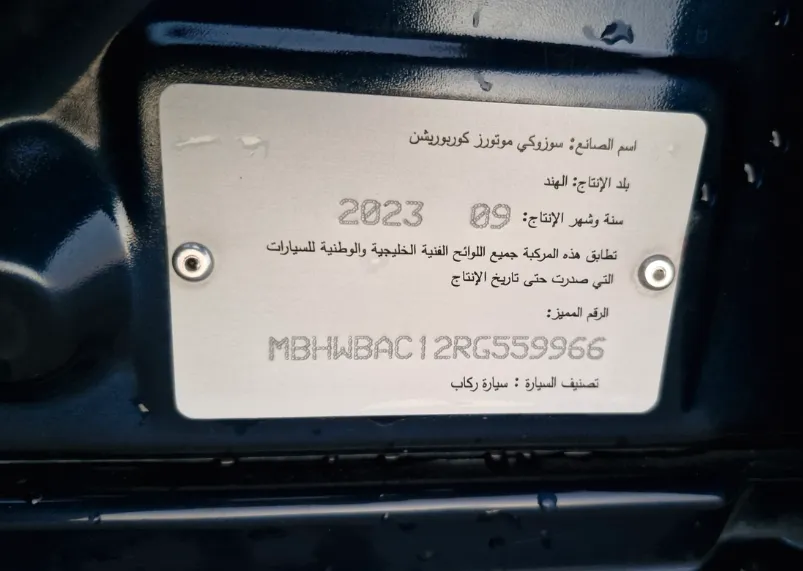 اسم الصانع: سوزوكي موتورز كوربوريشن
بلد الإنتاج: الهند
سنة وشهر الإنتاج: 09 2023
تطابق هذه المركبة جميع اللوائح الفنية الخليجية والوطنية للسيارات
التي صدرت حتى تاريخ الإنتاج
الرقم المميز:
MBHWBAC12RG559966
تصنيف السيارة : سيارة ركاب